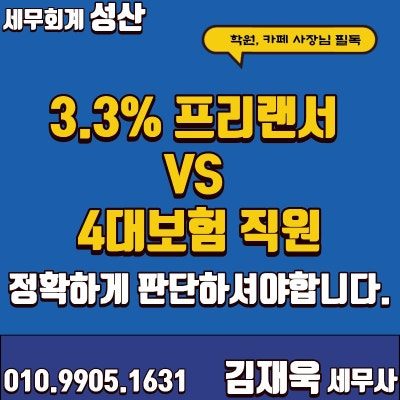 세무회계 성산
학원, 카페 사장님 필독
3.3% 프리랜서
VS
4대보험 직원
정확하게 판단하셔야합니다.
010.9905.1631 김재욱 세무사